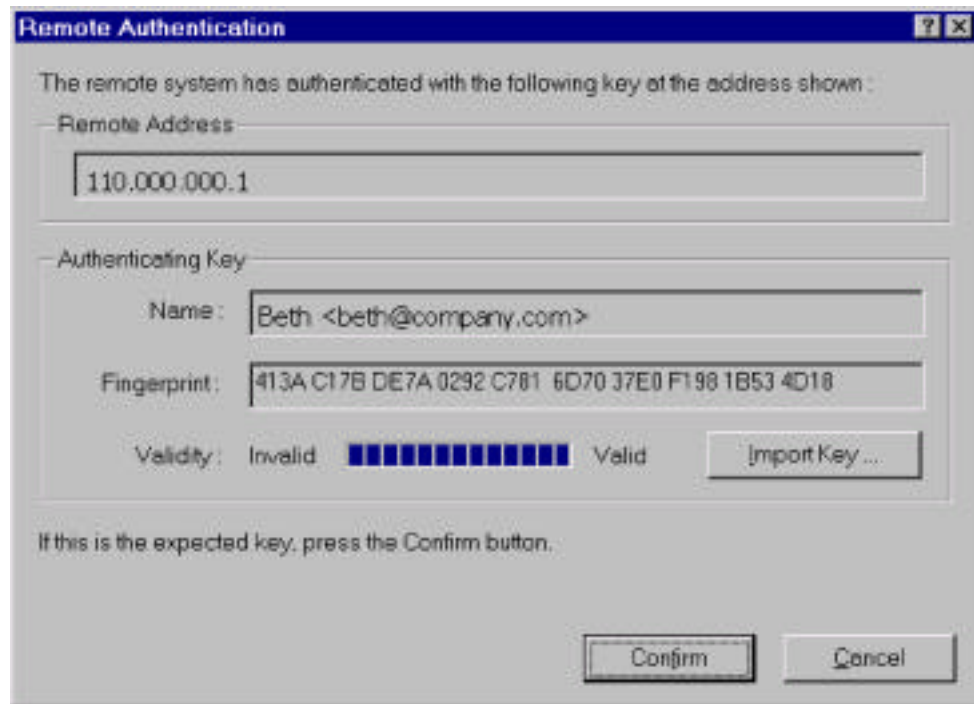 Remote Authentication
The remote system has authenticated with the following key at the address shown :
Remote Address
110.000.000.1
Authenticating Key
Name :
Beth <beth@company.com>
Fingerprint :
413A C17B DE7A 0292 C781 6D70 37E0 F198 1B53 4D18
Validity : Invalid Valid Import Key ...
If this is the expected key, press the Confirm button.
Confirm Cancel